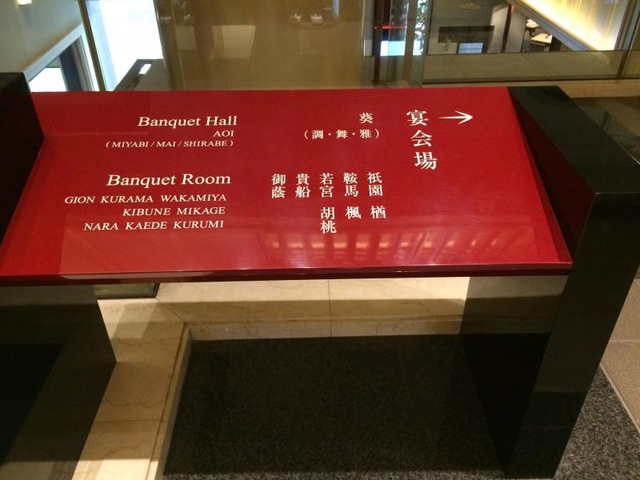 Banquet Hall
AOI
(MIYABI / MAI / SHIRABE)
Banquet Room
GION KURAMA WAKAMIYA
KIBUNE MIKAGE
NARA KAEDE KURUMI
→
宴会場
葵
(調・舞・雅)
祇園
鞍馬
若宮
貴船
御蔭
楢
楓
胡桃